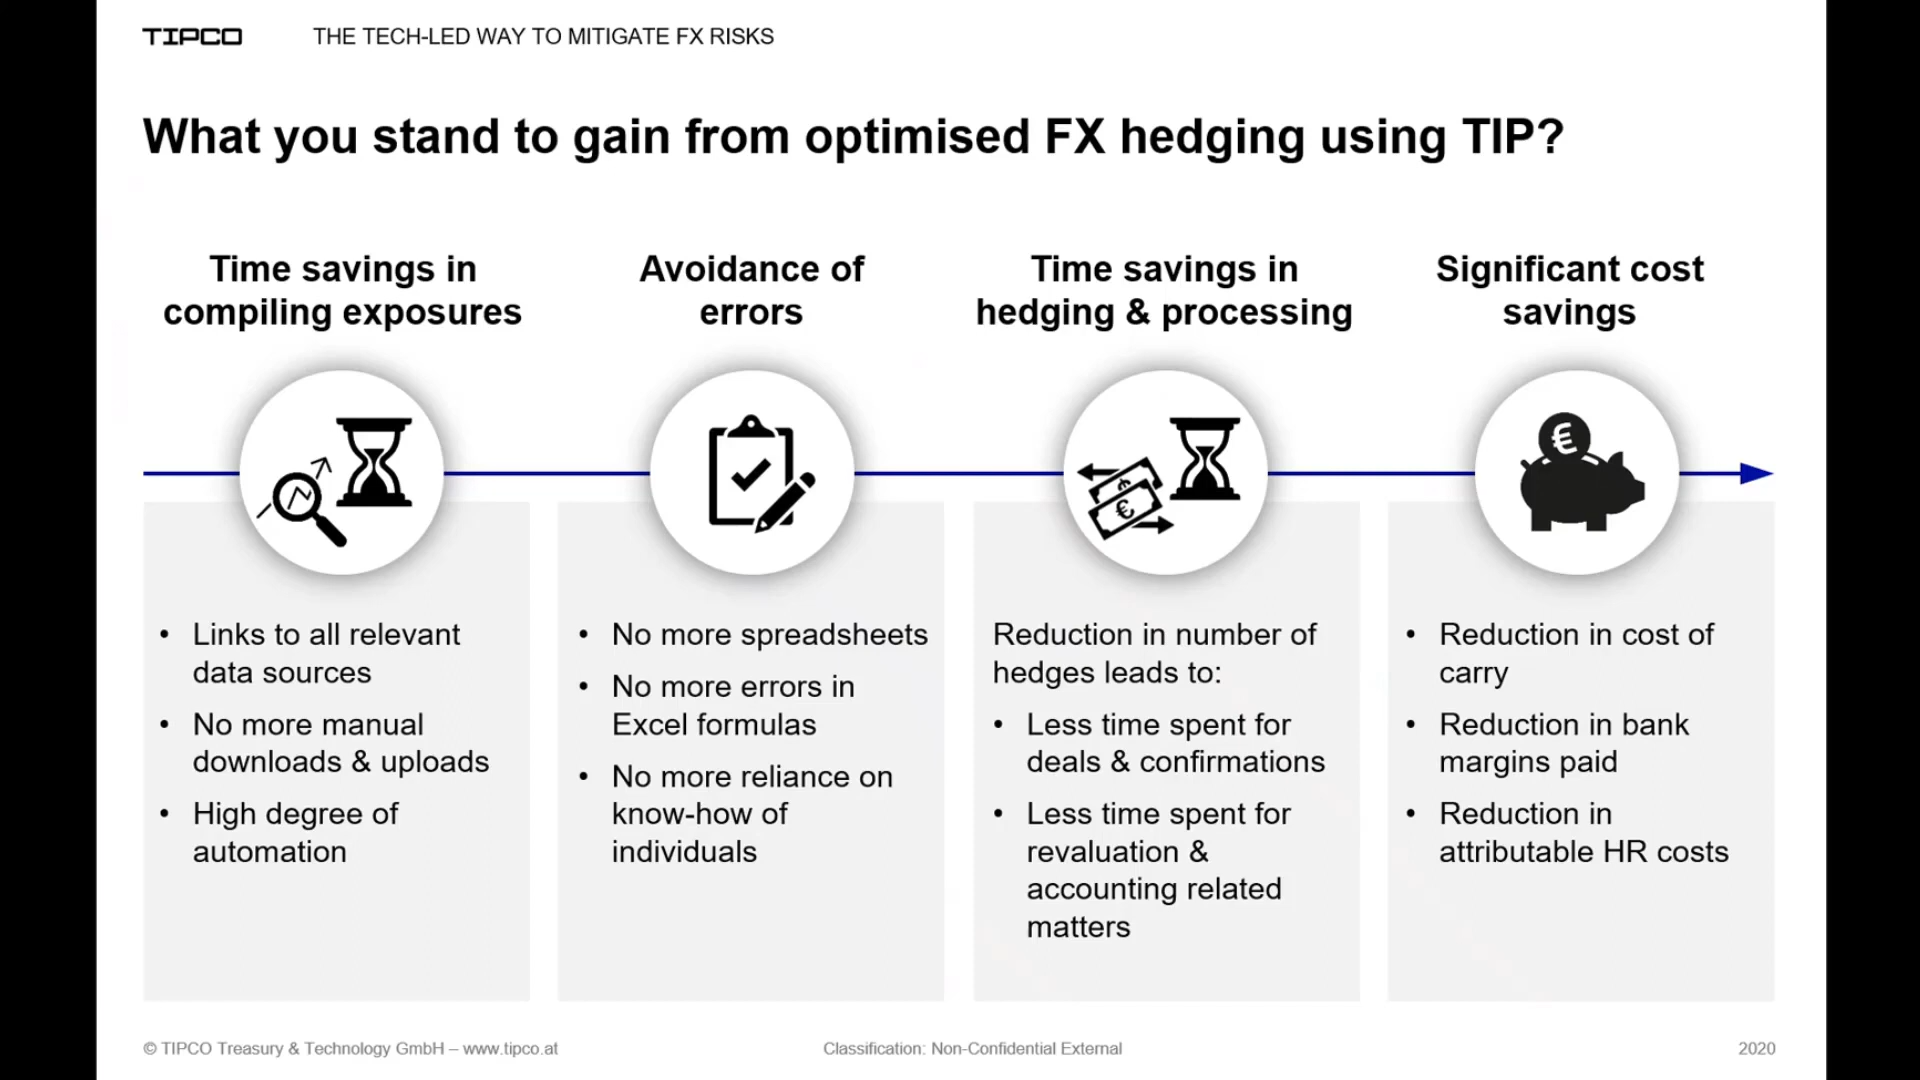 TIPCO
THE TECH-LED WAY TO MITIGATE FX RISKS
What you stand to gain from optimised FX hedging using TIP?
Time savings in
compiling exposures
• Links to all relevant
data sources
• No more manual
downloads & uploads
• High degree of
automation
Avoidance of
errors
• No more spreadsheets
• No more errors in
Excel formulas
• No more reliance on
know-how of
individuals
Time savings in
hedging & processing
€
Reduction in number of
hedges leads to:
• Less time spent for
deals & confirmations
• Less time spent for
revaluation &
accounting related
matters
Significant cost
savings
€
• Reduction in cost of
carry
• Reduction in bank
margins paid
• Reduction in
attributable HR costs
© TIPCO Treasury & Technology GmbH – www.tipco.at
Classification: Non-Confidential External
2020